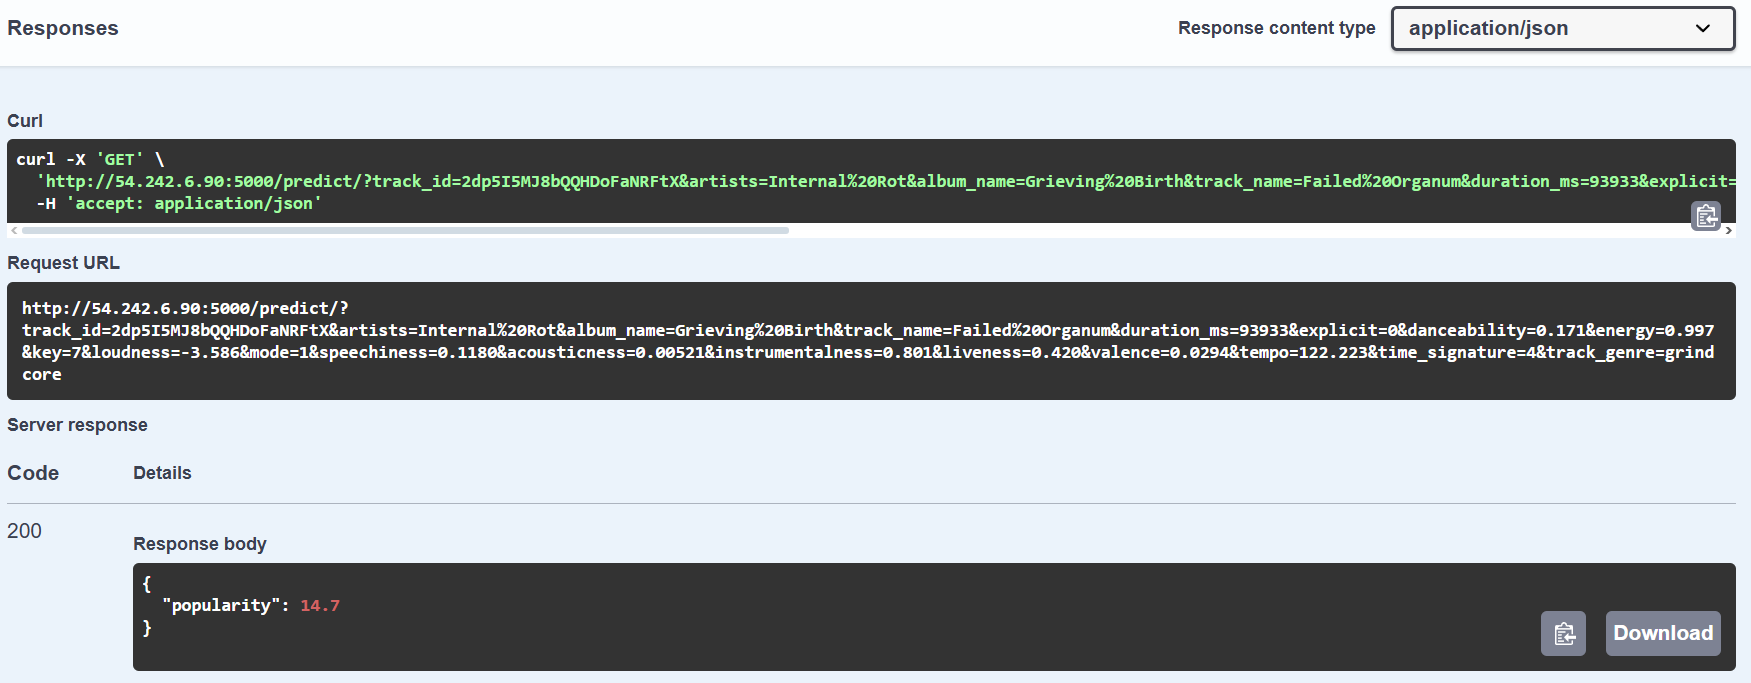 Responses
Response content type
application/json
Curl
curl -X 'GET' \
'http://54.242.6.90:5000/predict/?track_id=2dp5I5MJ8bQQHDoFaNRFtX&artists=Internal%20Rot&album_name=Grieving%20Birth&track_name=Failed%20Organum&duration_ms=93933&explicit=
-H 'accept: application/json'
Request URL
http://54.242.6.90:5000/predict/?
track_id=2dp5I5MJ8bQQHDoFaNRFtX&artists=Internal%20Rot&album_name=Grieving%20Birth&track_name=Failed%20Organum&duration_ms=93933&explicit=0&danceability=0.171&energy=0.997
&key=7&loudness=-3.586&mode=1&speechiness=0.1180&acousticness=0.00521&instrumentalness=0.801&liveness=0.420&valence=0.0294&tempo=122.223&time_signature=4&track_genre=grind
core
Server response
Code
Details
200
Response body
{
"popularity": 14.7
}
Download